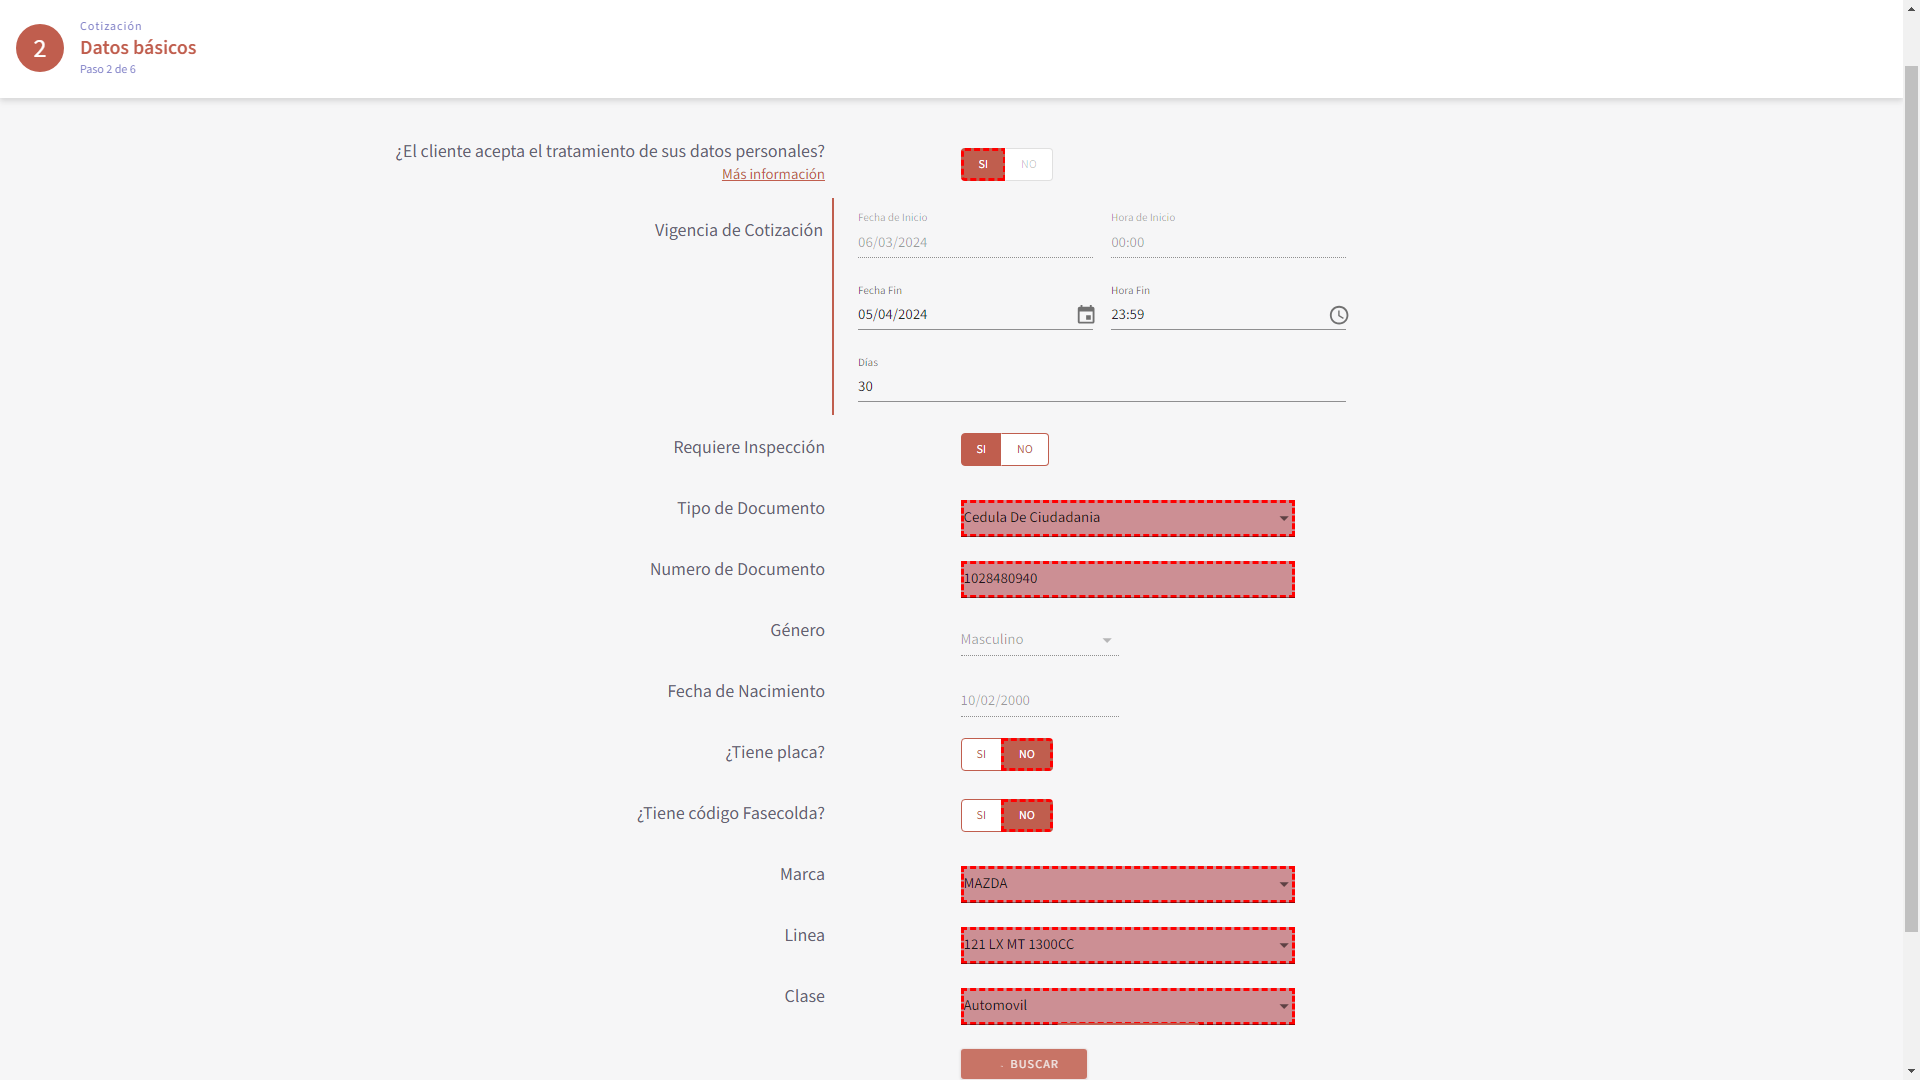 2
Cotización
Datos básicos
Paso 2 de 6
¿El cliente acepta el tratamiento de sus datos personales?
Más información
SI NO
Vigencia de Cotización
Fecha de Inicio Hora de Inicio
06/03/2024 00:00
Fecha Fin Hora Fin
05/04/2024 23:59
Días
30
Requiere Inspección SI NO
Tipo de Documento Cedula De Ciudadania
Numero de Documento 1028480940
Género Masculino
Fecha de Nacimiento 10/02/2000
¿Tiene placa? SI NO
¿Tiene código Fasecolda? SI NO
Marca MAZDA
Linea 121 LX MT 1300CC
Clase Automovil
BUSCAR